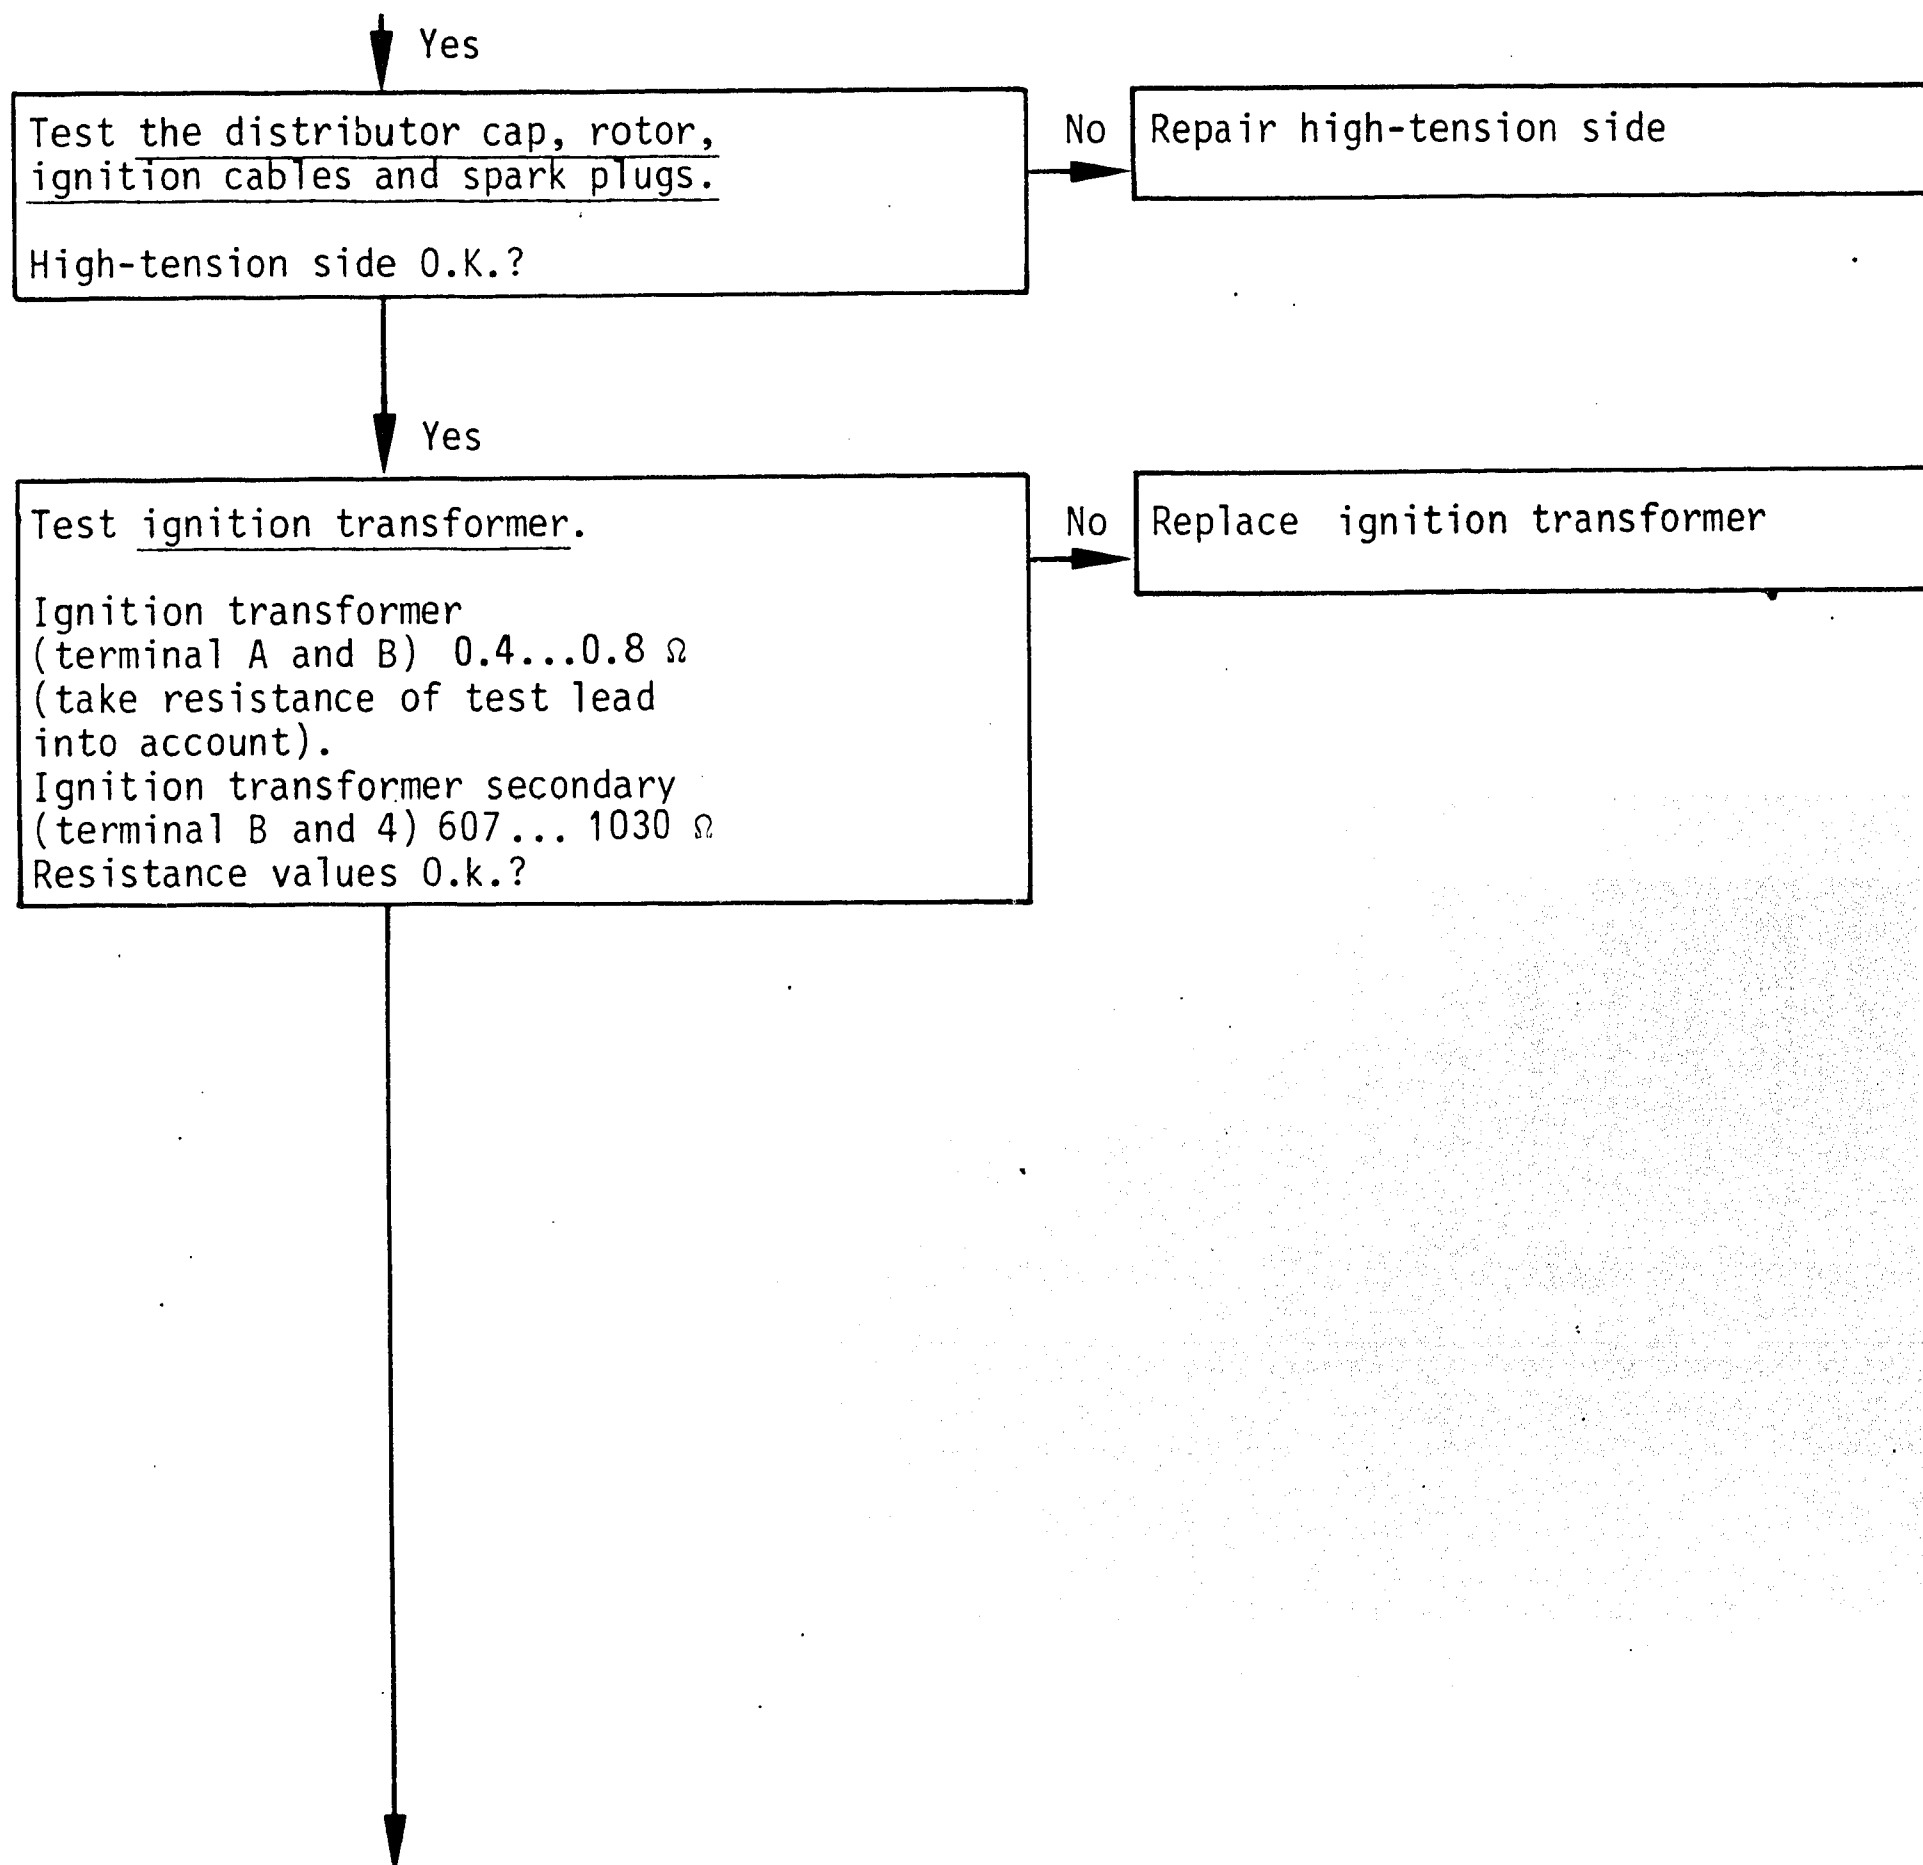 Yes
Test the distributor cap, rotor,
ignition cables and spark plugs.
High-tension side O.K.?
No
Repair high-tension side
Yes
Test ignition transformer.
Ignition transformer
(terminal A and B) 0.4...0.8 Ω
(take resistance of test lead
into account).
Ignition transformer secondary
(terminal B and 4) 607... 1030 Ω
Resistance values O.k.?
No
Replace ignition transformer